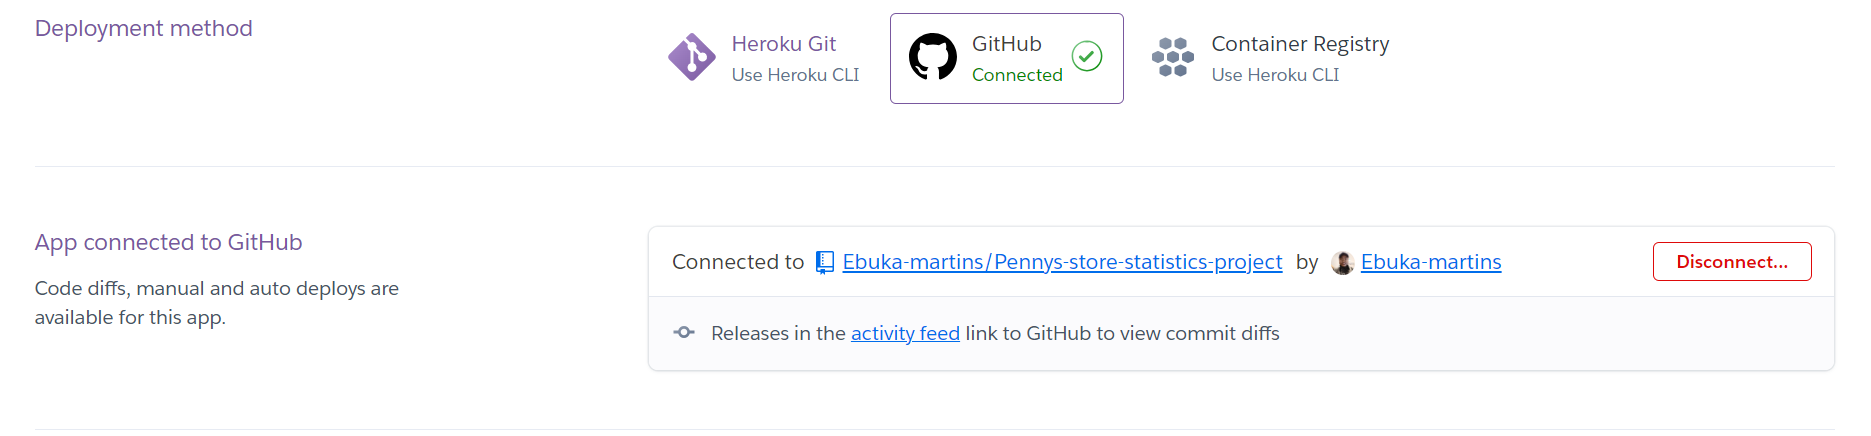 Deployment method
Heroku Git
Use Heroku CLI
GitHub
Connected
Container Registry
Use Heroku CLI
App connected to GitHub
Code diffs, manual and auto deploys are
available for this app.
Connected to Ebuka-martins/Pennys-store-statistics-project by Ebuka-martins
Disconnect...
Releases in the activity feed link to GitHub to view commit diffs